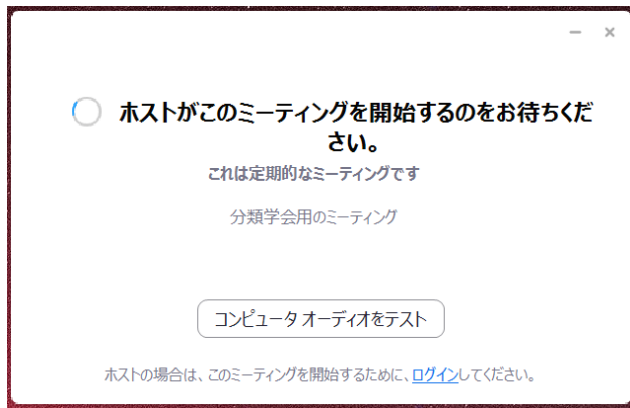 ホストがこのミーティングを開始するのをお待ちくだ
さい。
これは定期的なミーティングです
分類学会用のミーティング
コンピュータ オーディオをテスト
ホストの場合は、このミーティングを開始するために、ログインしてください。